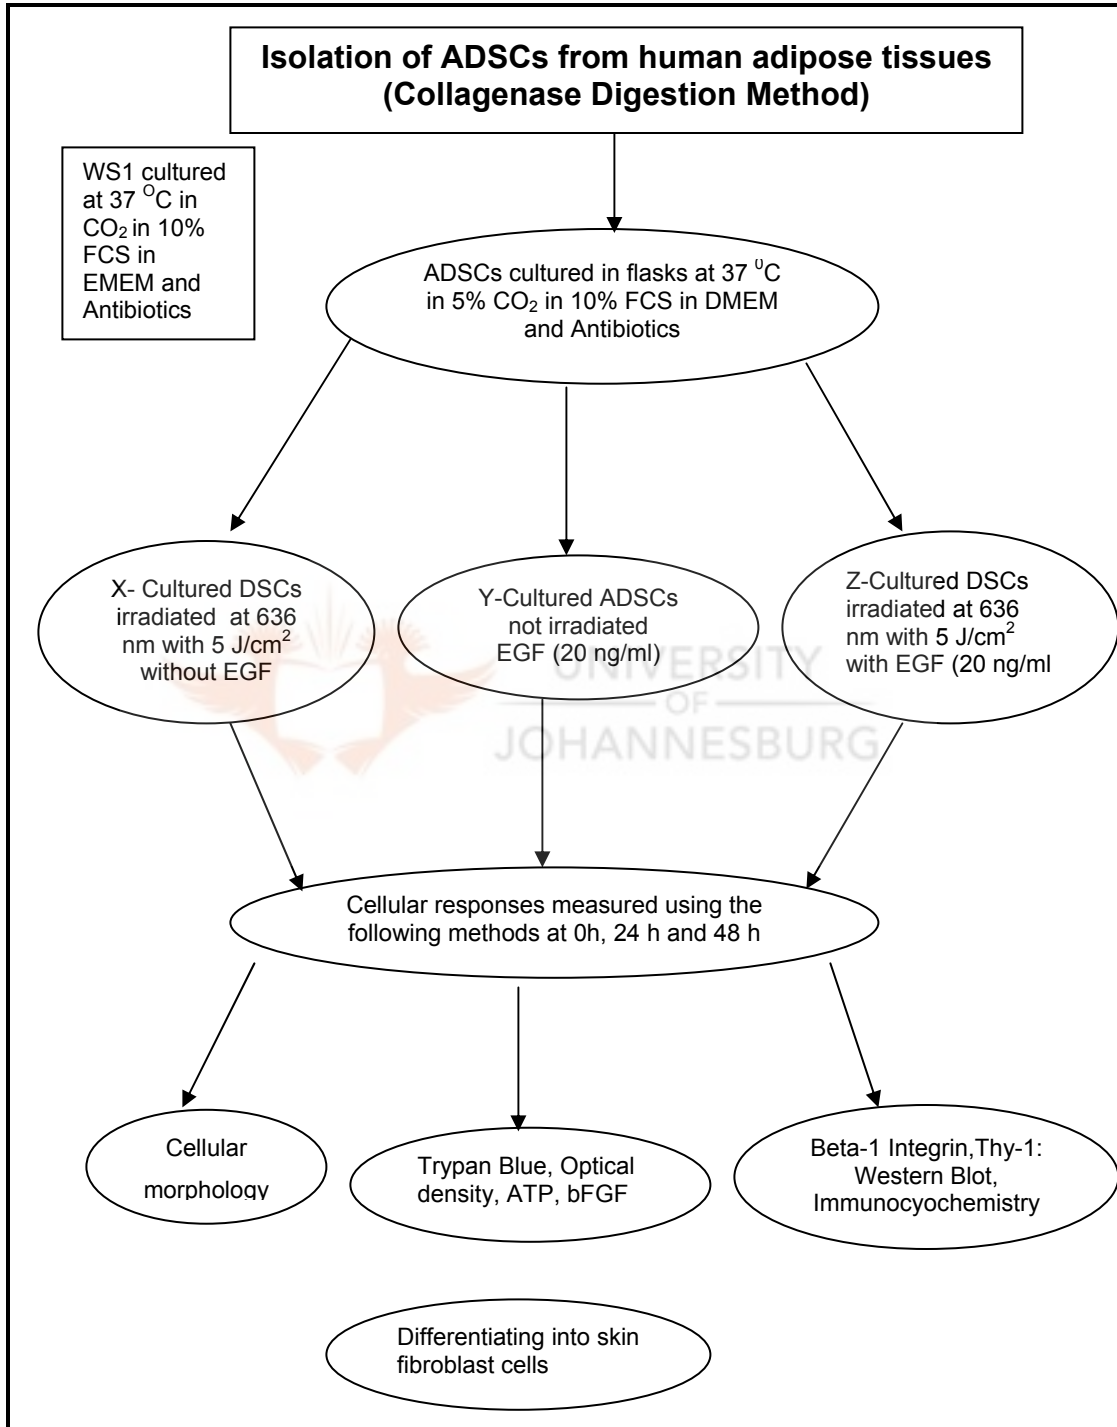 Isolation of ADSCs from human adipose tissues
(Collagenase Digestion Method)
WS1 cultured
at 37 ᴼC in
CO₂ in 10%
FCS in
EMEM and
Antibiotics
ADSCs cultured in flasks at 37 ⁰C
in 5% CO₂ in 10% FCS in DMEM
and Antibiotics
X- Cultured DSCs
irradiated at 636
nm with 5 J/cm²
without EGF
Y-Cultured ADSCs
not irradiated
EGF (20 ng/ml)
Z-Cultured DSCs
irradiated at 636
nm with 5 J/cm²
with EGF (20 ng/ml
UNIVERSITY
OF
JOHANNESBURG
Cellular responses measured using the
following methods at 0h, 24 h and 48 h
Cellular
morphology
Trypan Blue, Optical
density, ATP, bFGF
Beta-1 Integrin,Thy-1:
Western Blot,
Immunocyochemistry
Differentiating into skin
fibroblast cells